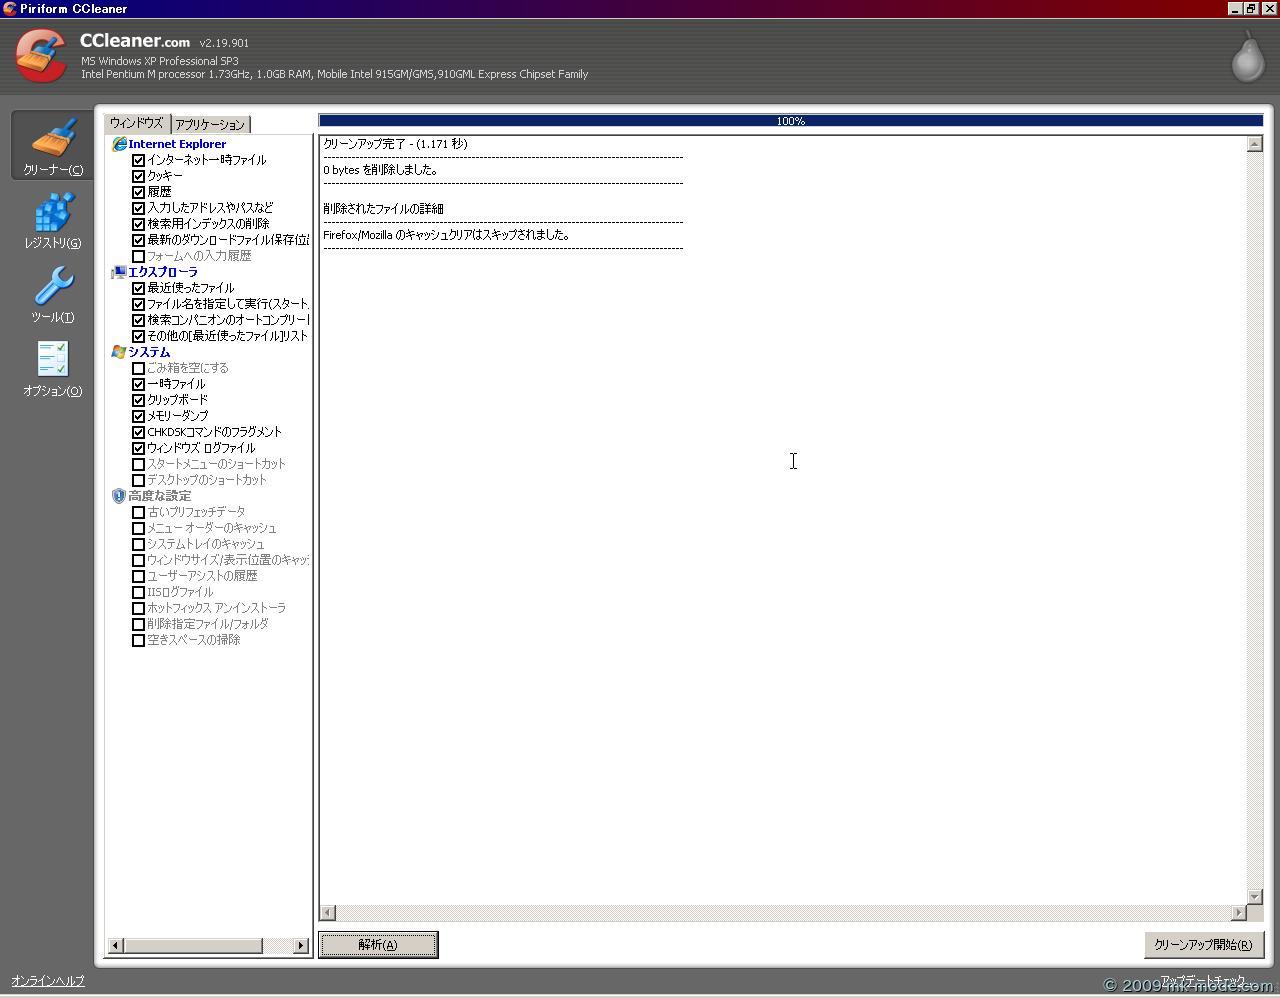 Piriform CCleaner
CCleaner.com v2.19.901
MS Windows XP Professional SP3
Intel Pentium M processor 1.73GHz, 1.0GB RAM, Mobile Intel 915GM/GMS,910GML Express Chipset Family
クリーナー(C)
レジストリ(G)
ツール(T)
オプション(O)
ウィンドウズ
アプリケーション
Internet Explorer
インターネット一時ファイル
クッキー
履歴
入力したアドレスやパスなど
検索用インデックスの削除
最新のダウンロードファイル(保存位
フォームへの入力履歴
エクスプローラ
最近使ったファイル
ファイル名を指定して実行(スタート
検索コンパニオンのオートコンプリー
その他の[最近使ったファイル]リスト
システム
ごみ箱を空にする
一時ファイル
クリップボード
メモリーダンプ
CHKDSKコマンドのフラグメント
ウィンドウズ ログファイル
スタートメニューのショートカット
デスクトップのショートカット
高度な設定
古いプリフェッチデータ
メニュー オーダーのキャッシュ
システムトレイのキャッシュ
ウィンドウサイズ/表示位置のキャッ
ユーザーアシストの履歴
IISログファイル
ホットフィックス アンインストーラ
削除指定ファイル/フォルダ
空きスペースの掃除
100%
クリーンアップ完了 - (1.171 秒)
0 bytes を削除しました。
削除されたファイルの詳細
Firefox/Mozilla のキャッシュクリアはスキップされました。
解析(A)
クリーンアップ開始(R)
オンラインヘルプ
アップデートチェック...
© 2009 mk-mode.com